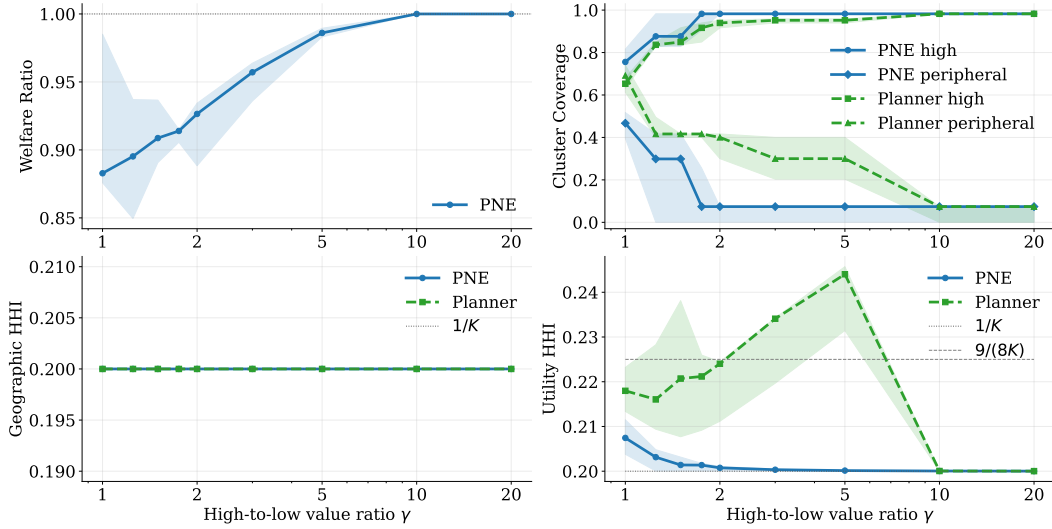 Welfare Ratio
1.00
0.95
0.90
0.85
PNE
1
2
5
10
20
Cluster Coverage
1.0
0.8
0.6
0.4
0.2
0.0
PNE high
PNE peripheral
Planner high
Planner peripheral
1
2
5
10
20
Geographic HHI
0.210
0.205
0.200
0.195
0.190
PNE
Planner
1/K
1
2
5
10
20
High-to-low value ratio γ
Utility HHI
0.24
0.23
0.22
0.21
0.20
PNE
Planner
1/K
9/(8K)
1
2
5
10
20
High-to-low value ratio γ